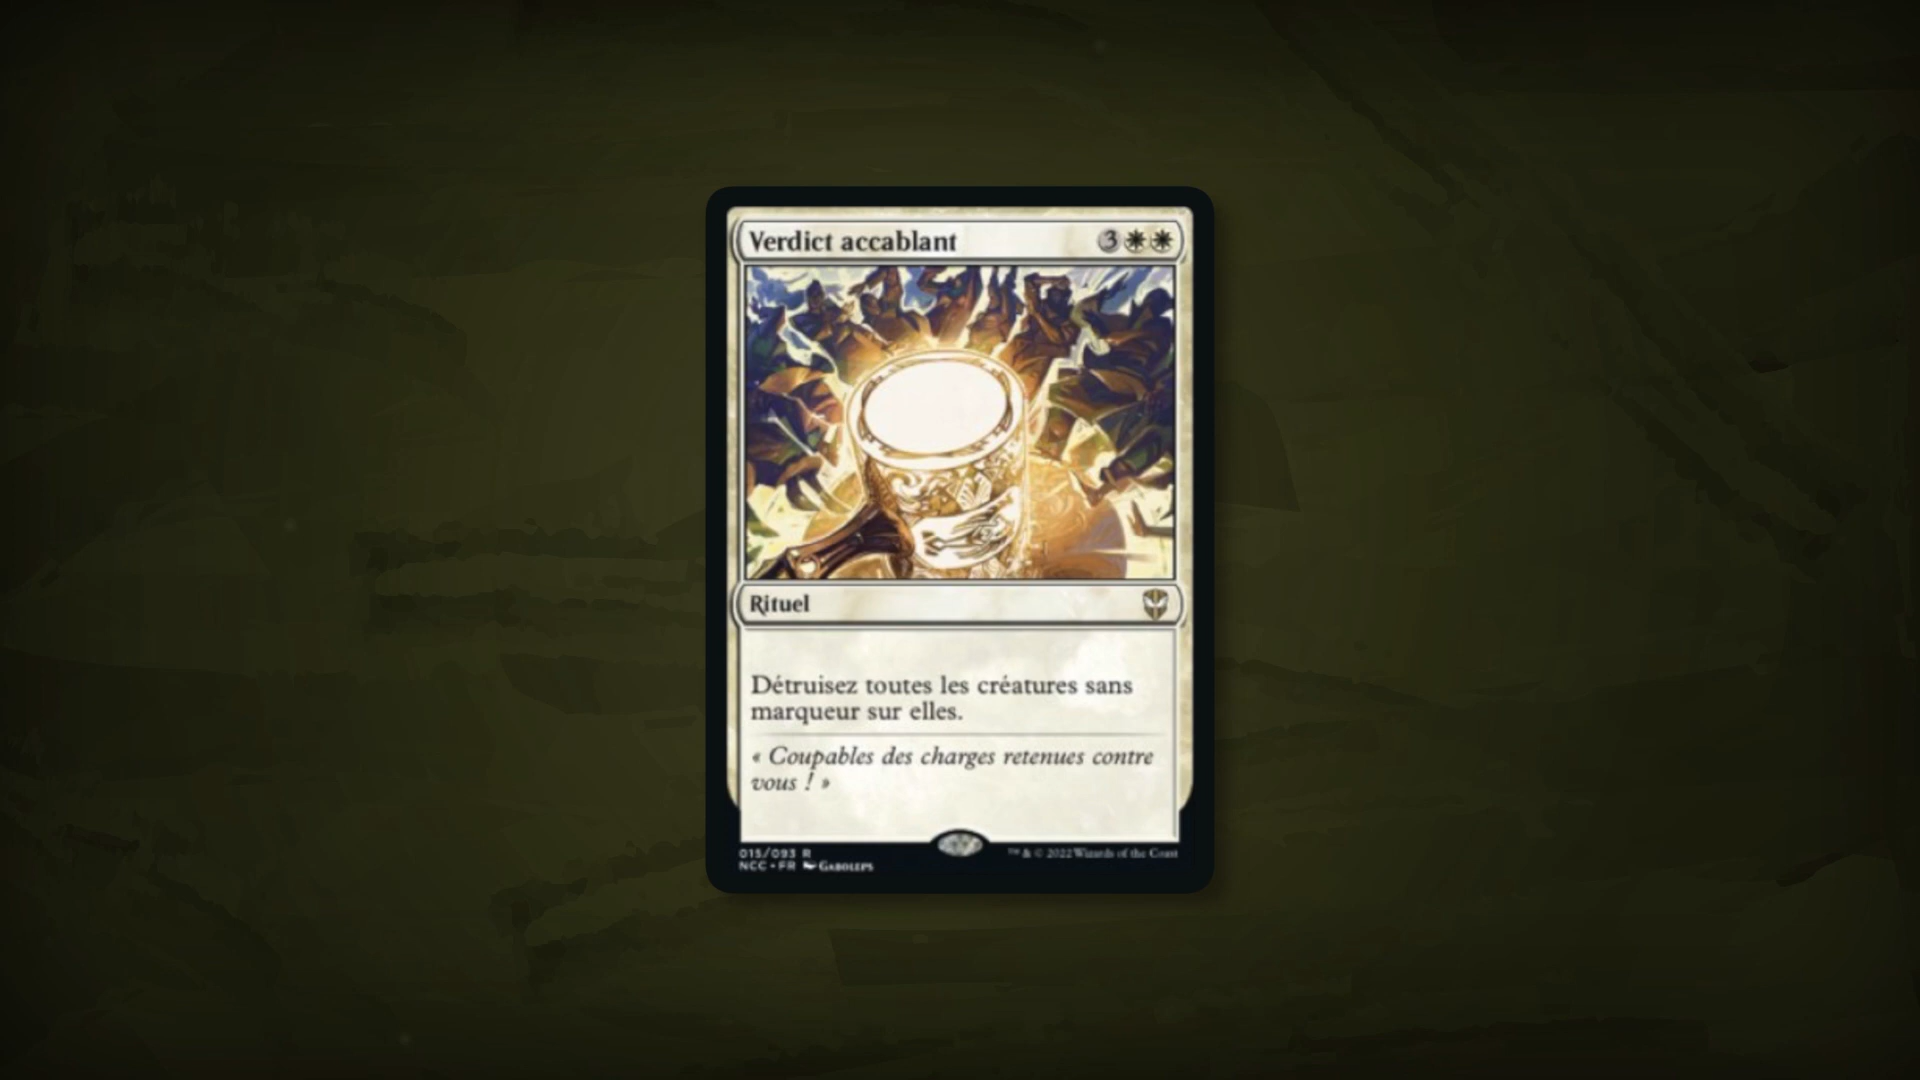 Verdict accablant 3
Rituel
Détruisez toutes les créatures sans
marqueur sur elles.
« Coupables des charges retenues contre
vous ! »
015/093 R
NCC • FR Gaboleps
™ & © 2022 Wizards of the Coast